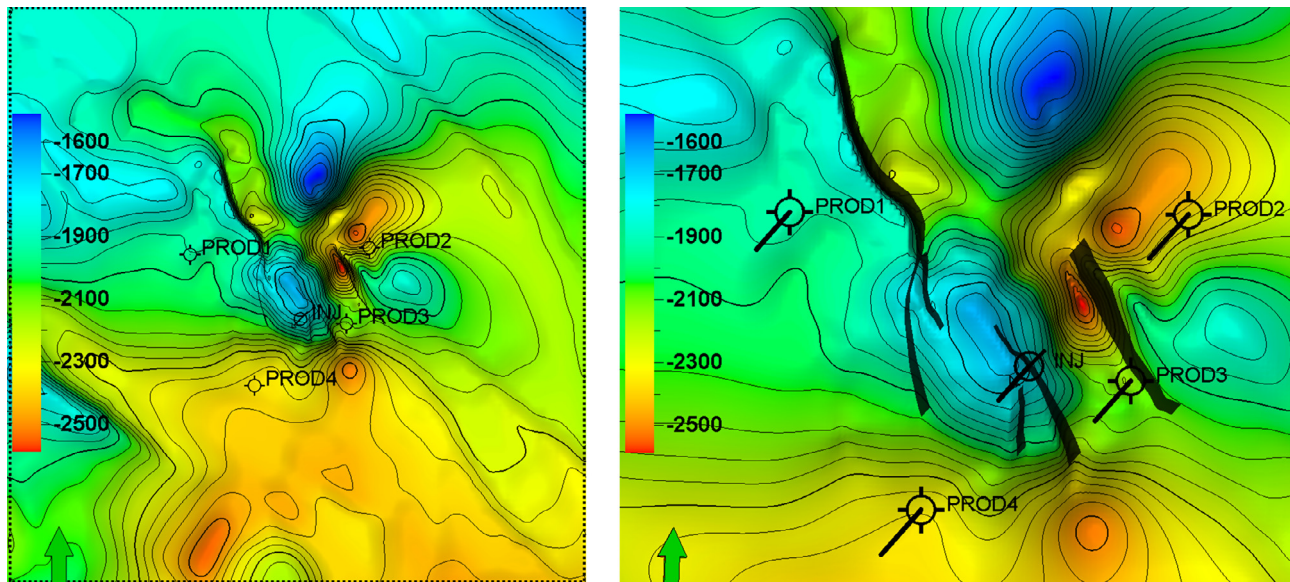 -1600
-1700
-1900
-2100
-2300
-2500
PROD1
PROD2
INJ
PROD3
PROD4
-1600
-1700
-1900
-2100
-2300
-2500
PROD1
PROD2
INJ
PROD3
PROD4